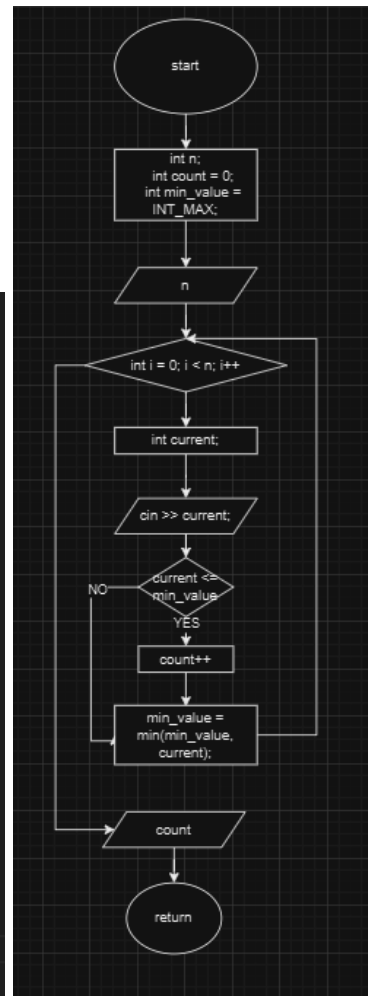 start
int n;
int count = 0;
int min_value =
INT_MAX;
n
int i = 0; i < n; i++
int current;
cin >> current;
current <=
min_value
NO
YES
count++
min_value =
min(min_value,
current);
count
return